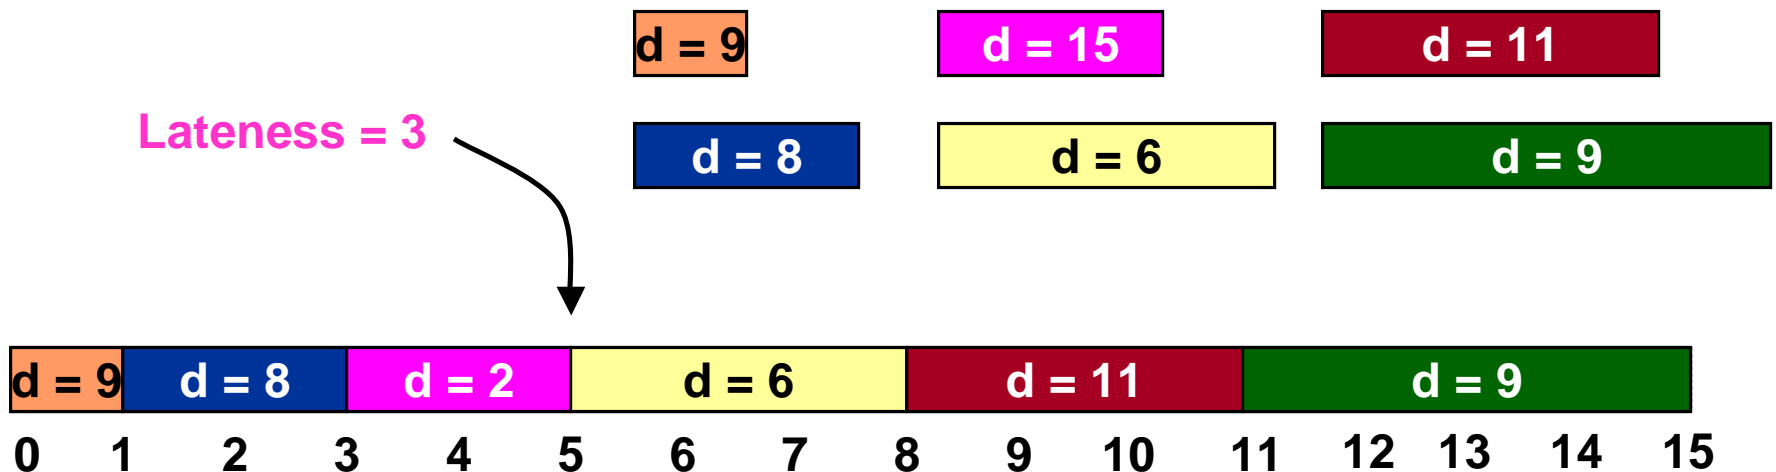 d = 9 d = 15 d = 11
Lateness = 3
d = 8 d = 6 d = 9
d = 9 d = 8 d = 2 d = 6 d = 11 d = 9
0 1 2 3 4 5 6 7 8 9 10 11 12 13 14 15